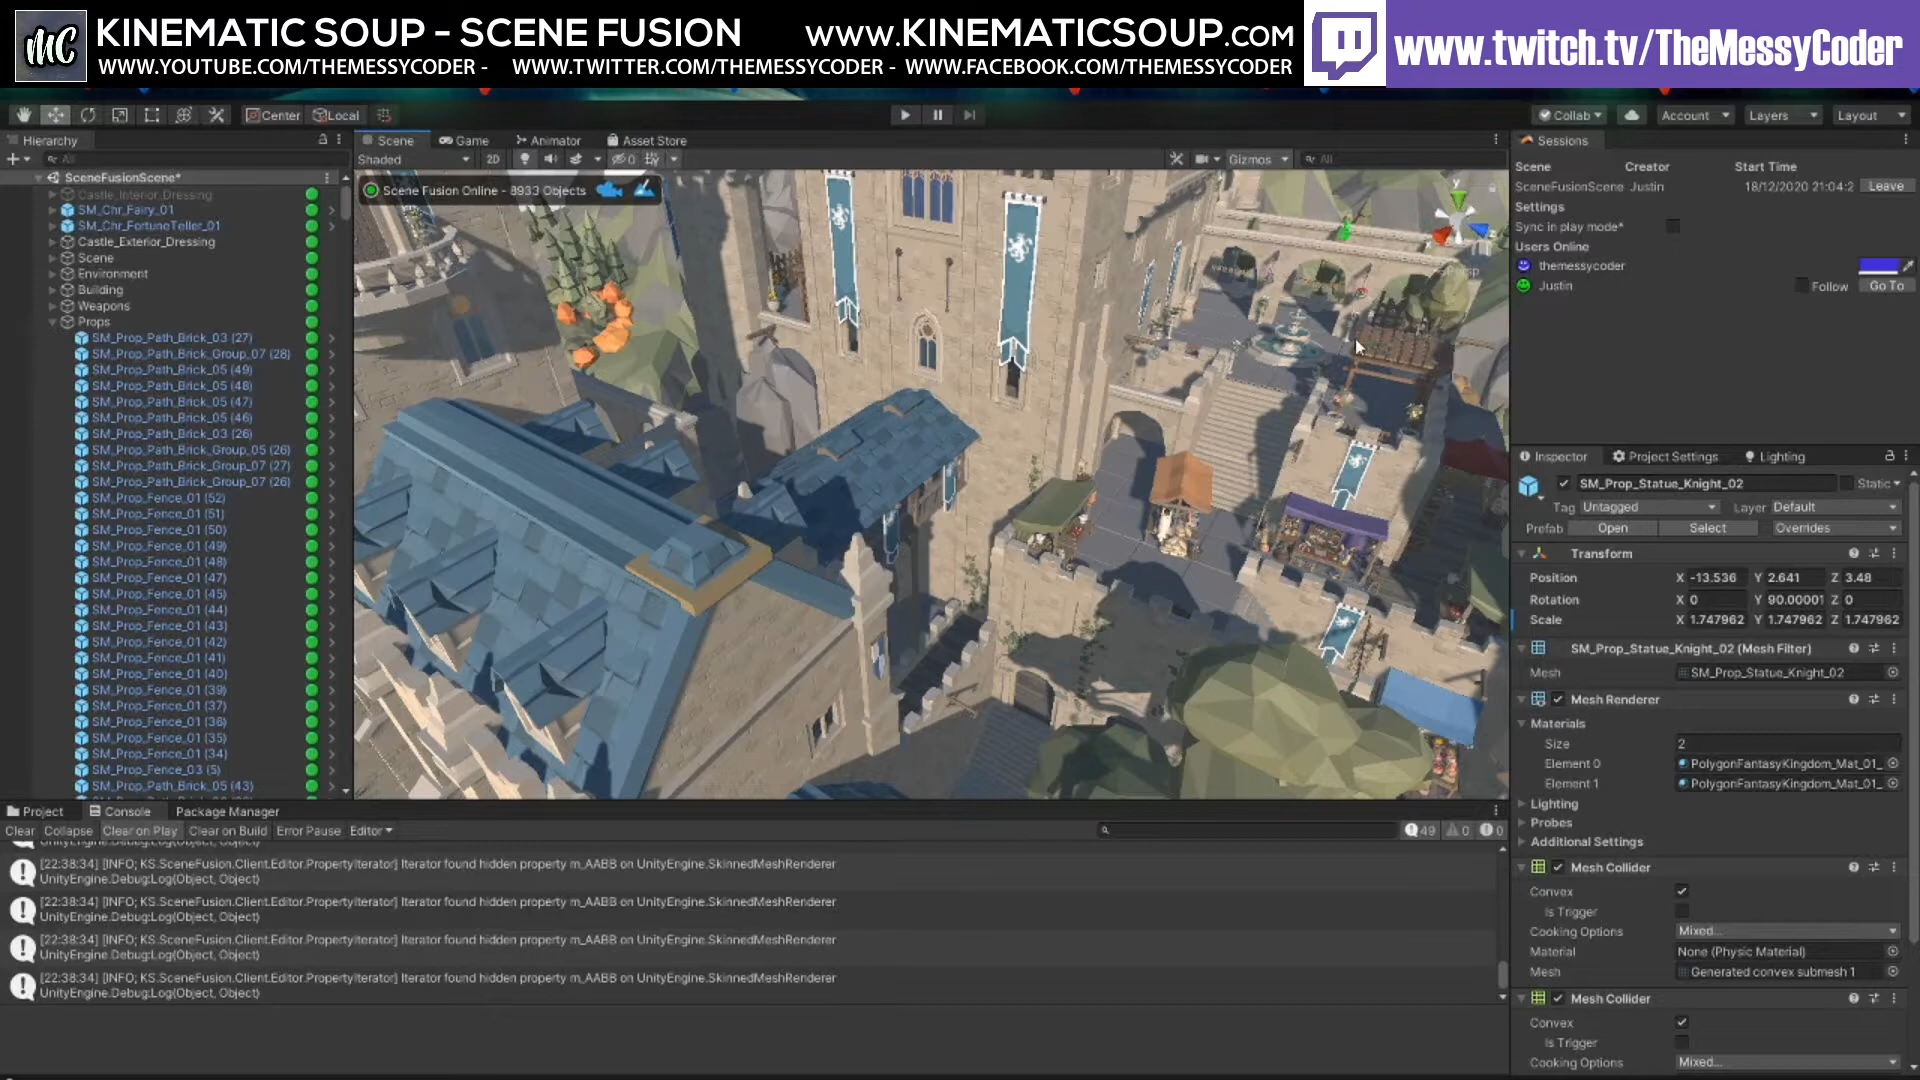 MC
KINEMATIC SOUP - SCENE FUSION
WWW.KINEMATICSOUP.COM
WWW.YOUTUBE.COM/THEMESSYCODER - WWW.TWITTER.COM/THEMESSYCODER - WWW.FACEBOOK.COM/THEMESSYCODER
www.twitch.tv/TheMessyCoder
Center Local
Collab Account Layers Layout
Hierarchy
All
SceneFusionScene*
Castle_Interior_Dressing
SM_Chr_Fairy_01
SM_Chr_FortuneTeller_01
Castle_Exterior_Dressing
Scene
Environment
Building
Weapons
Props
SM_Prop_Path_Brick_03 (27)
SM_Prop_Path_Brick_Group_07 (28)
SM_Prop_Path_Brick_05 (49)
SM_Prop_Path_Brick_05 (48)
SM_Prop_Path_Brick_05 (47)
SM_Prop_Path_Brick_05 (46)
SM_Prop_Path_Brick_03 (26)
SM_Prop_Path_Brick_Group_05 (26)
SM_Prop_Path_Brick_Group_07 (27)
SM_Prop_Path_Brick_Group_07 (26)
SM_Prop_Fence_01 (52)
SM_Prop_Fence_01 (51)
SM_Prop_Fence_01 (50)
SM_Prop_Fence_01 (49)
SM_Prop_Fence_01 (48)
SM_Prop_Fence_01 (47)
SM_Prop_Fence_01 (45)
SM_Prop_Fence_01 (44)
SM_Prop_Fence_01 (43)
SM_Prop_Fence_01 (42)
SM_Prop_Fence_01 (41)
SM_Prop_Fence_01 (40)
SM_Prop_Fence_01 (39)
SM_Prop_Fence_01 (37)
SM_Prop_Fence_01 (38)
SM_Prop_Fence_01 (35)
SM_Prop_Fence_01 (34)
SM_Prop_Fence_03 (5)
SM_Prop_Path_Brick_05 (43)
Scene Game Animator Asset Store
Shaded 2D 0 Gizmos All
Scene Fusion Online - 8933 Objects
y
x
Persp
Sessions
Scene Creator Start Time
SceneFusionScene Justin 18/12/2020 21:04:2 Leave
Settings
Sync in play mode*
Users Online
themessycoder
Justin Follow Go To
Inspector Project Settings Lighting
SM_Prop_Statue_Knight_02 Static
Tag Untagged Layer Default
Prefab Open Select Overrides
Transform
Position X -13.536 Y 2.641 Z 3.48
Rotation X 0 Y 90.00001 Z 0
Scale X 1.747962 Y 1.747962 Z 1.747962
SM_Prop_Statue_Knight_02 (Mesh Filter)
Mesh SM_Prop_Statue_Knight_02
Mesh Renderer
Materials
Size 2
Element 0 PolygonFantasyKingdom_Mat_01_
Element 1 PolygonFantasyKingdom_Mat_01_
Lighting
Probes
Additional Settings
Mesh Collider
Convex
Is Trigger
Cooking Options Mixed...
Material None (Physic Material)
Mesh Generated convex submesh 1
Mesh Collider
Convex
Is Trigger
Cooking Options Mixed...
Project Console Package Manager
Clear Collapse Clear on Play Clear on Build Error Pause Editor 49 0 0
UnityEngine.Debug:Log(Object, Object)
[22:38:34] [INFO; KS.SceneFusion.Client.Editor.PropertyIterator] Iterator found hidden property m_AABB on UnityEngine.SkinnedMeshRenderer
UnityEngine.Debug:Log(Object, Object)
[22:38:34] [INFO; KS.SceneFusion.Client.Editor.PropertyIterator] Iterator found hidden property m_AABB on UnityEngine.SkinnedMeshRenderer
UnityEngine.Debug:Log(Object, Object)
[22:38:34] [INFO; KS.SceneFusion.Client.Editor.PropertyIterator] Iterator found hidden property m_AABB on UnityEngine.SkinnedMeshRenderer
UnityEngine.Debug:Log(Object, Object)
[22:38:34] [INFO; KS.SceneFusion.Client.Editor.PropertyIterator] Iterator found hidden property m_AABB on UnityEngine.SkinnedMeshRenderer
UnityEngine.Debug:Log(Object, Object)